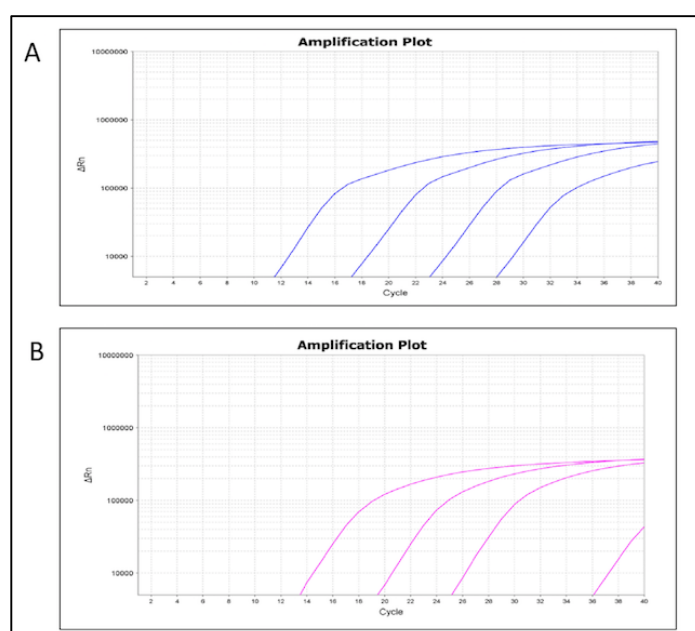 A
Amplification Plot
10000000
1000000
100000
10000
ΔRn
2 4 6 8 10 12 14 16 18 20 22 24 26 28 30 32 34 36 38 40
Cycle
B
Amplification Plot
10000000
1000000
100000
10000
ΔRn
2 4 6 8 10 12 14 16 18 20 22 24 26 28 30 32 34 36 38 40
Cycle